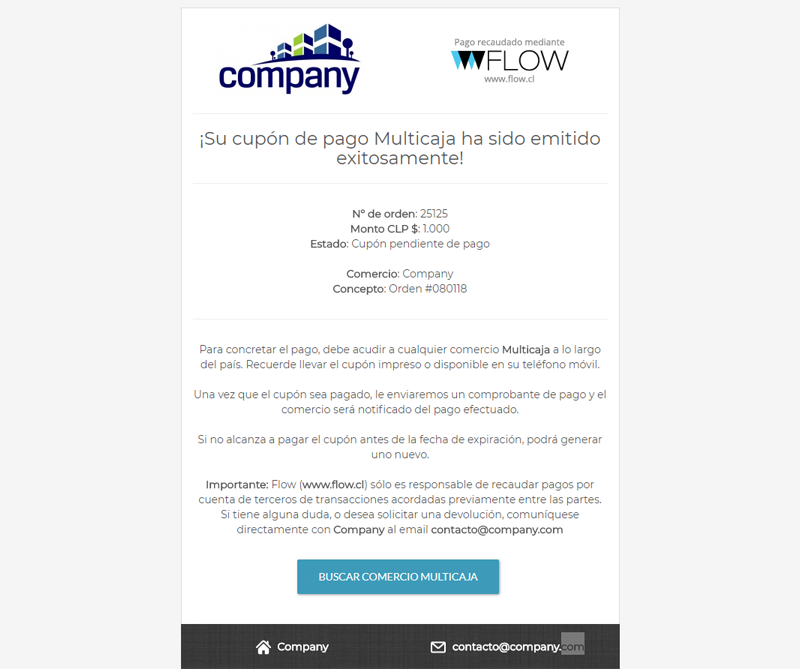 company
Pago recaudado mediante
FLOW
www.flow.cl
¡Su cupón de pago Multicaja ha sido emitido
exitosamente!
Nº de orden: 25125
Monto CLP $: 1.000
Estado: Cupón pendiente de pago
Comercio: Company
Concepto: Orden #080118
Para concretar el pago, debe acudir a cualquier comercio Multicaja a lo largo
del país. Recuerde llevar el cupón impreso o disponible en su teléfono móvil.
Una vez que el cupón sea pagado, le enviaremos un comprobante de pago y el
comercio será notificado del pago efectuado.
Si no alcanza a pagar el cupón antes de la fecha de expiración, podrá generar
uno nuevo.
Importante: Flow (www.flow.cl) sólo es responsable de recaudar pagos por
cuenta de terceros de transacciones acordadas previamente entre las partes.
Si tiene alguna duda, o desea solicitar una devolución, comuníquese
directamente con Company al email contacto@company.com
BUSCAR COMERCIO MULTICAJA
Company
contacto@company.com